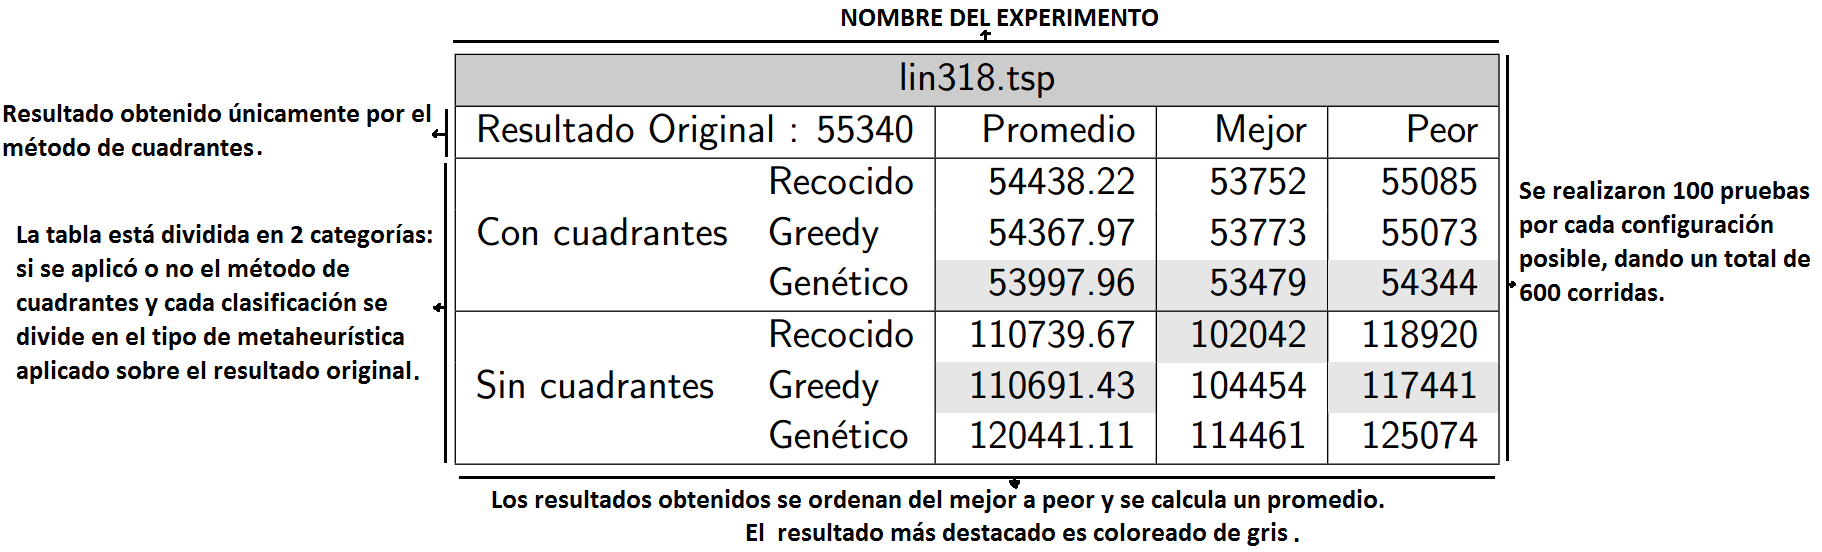 NOMBRE DEL EXPERIMENTO
lin318.tsp
Resultado obtenido únicamente por el
método de cuadrantes.
Resultado Original : 55340 Promedio Mejor Peor
La tabla está dividida en 2 categorías:
si se aplicó o no el método de
cuadrantes y cada clasificación se
divide en el tipo de metaheurística
aplicado sobre el resultado original.
Recocido 54438.22 53752 55085
Con cuadrantes Greedy 54367.97 53773 55073
Genético 53997.96 53479 54344
Recocido 110739.67 102042 118920
Sin cuadrantes Greedy 110691.43 104454 117441
Genético 120441.11 114461 125074
Se realizaron 100 pruebas
por cada configuración
posible, dando un total de
600 corridas.
Los resultados obtenidos se ordenan del mejor a peor y se calcula un promedio.
El resultado más destacado es coloreado de gris .